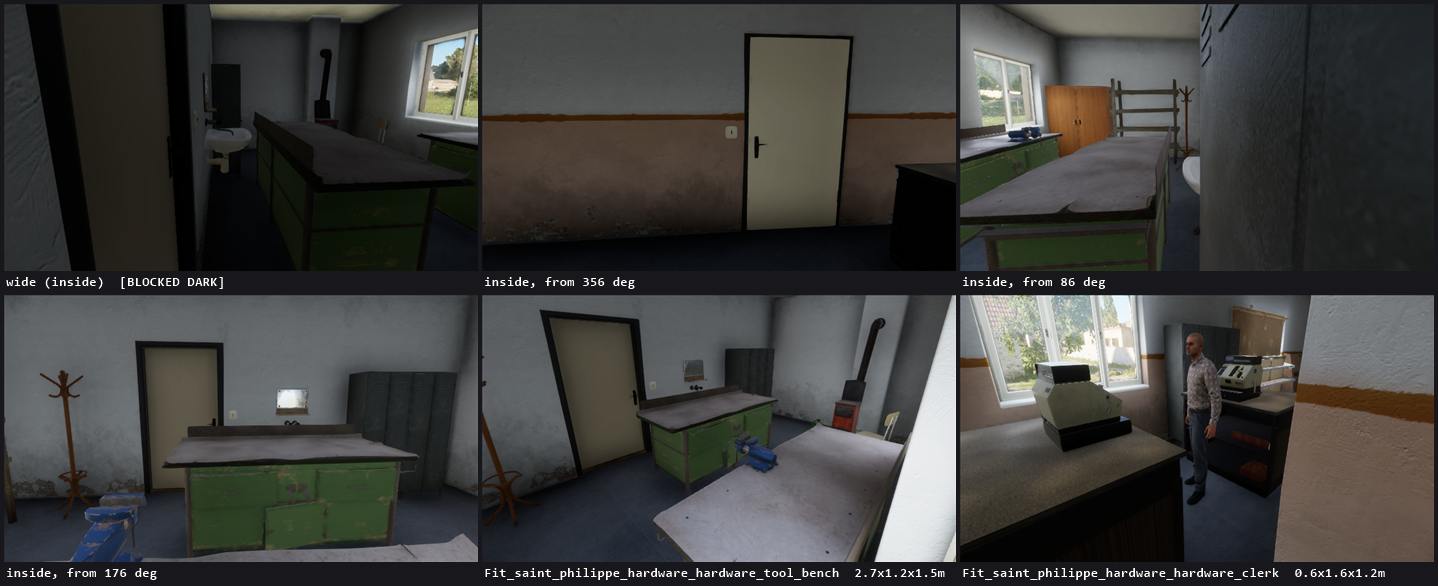 wide (inside)  [BLOCKED DARK]
inside, from 356 deg
inside, from 86 deg
inside, from 176 deg
Fit_saint_philippe_hardware_hardware_tool_bench  2.7x1.2x1.5m
Fit_saint_philippe_hardware_hardware_clerk  0.6x1.6x1.2m